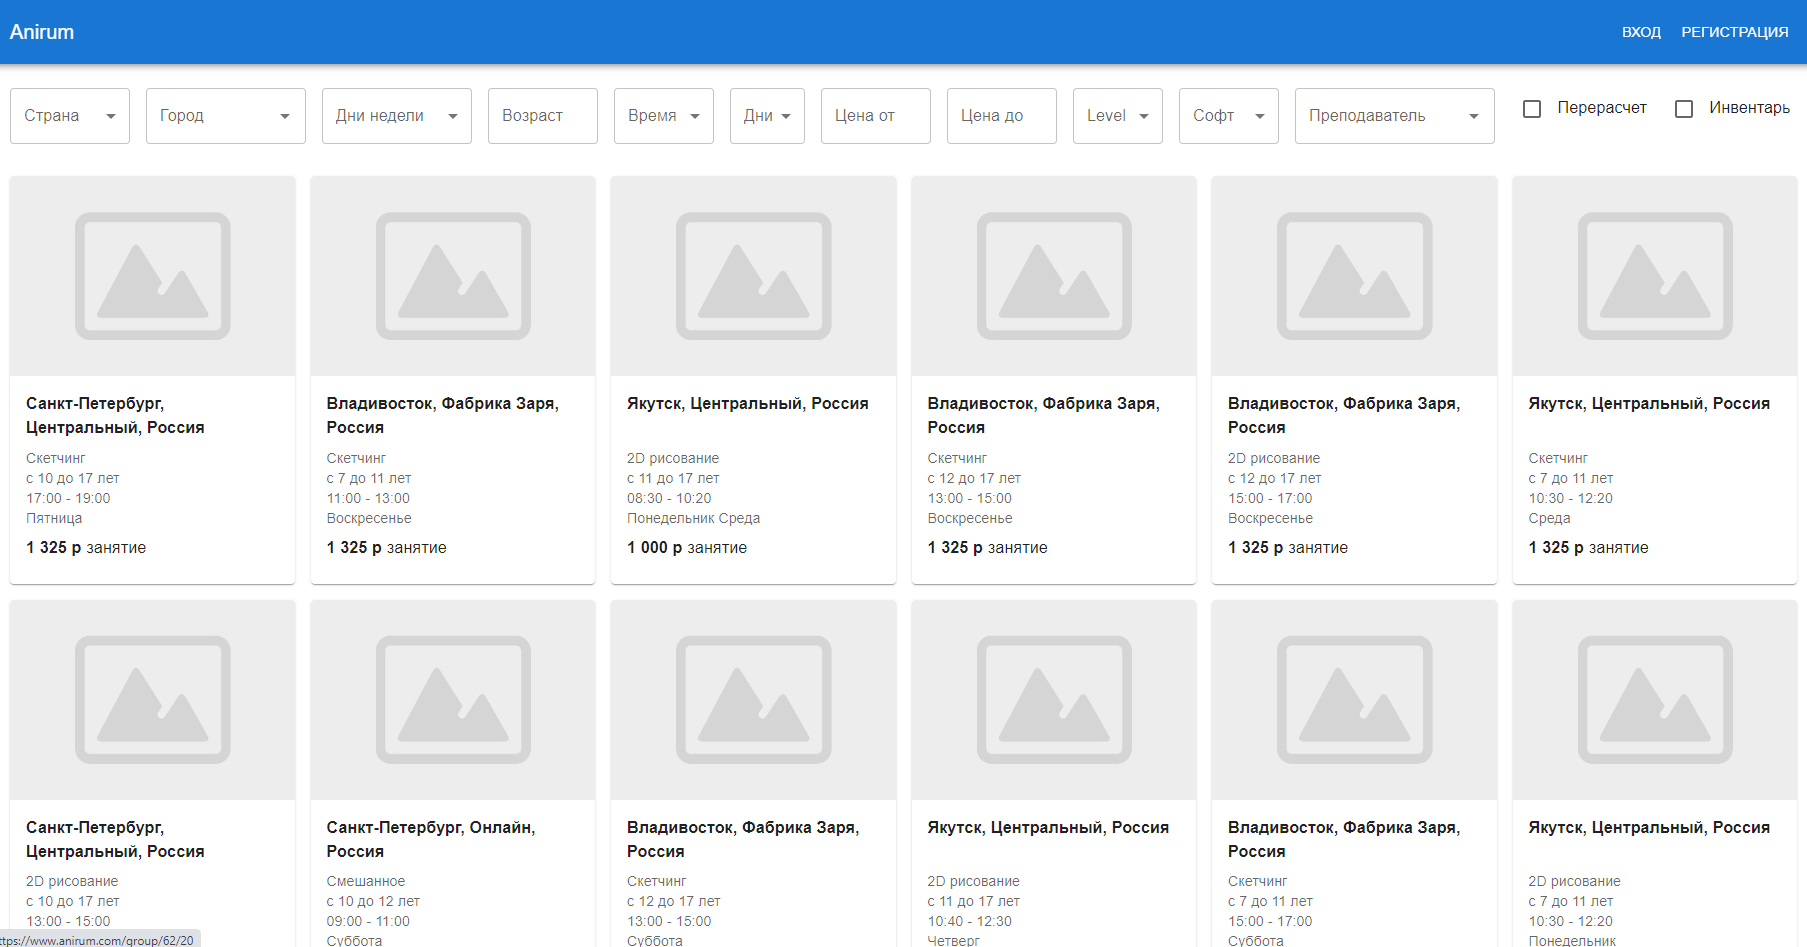 Anirum
ВХОД
РЕГИСТРАЦИЯ
Страна
Город
Дни недели
Возраст
Время
Дни
Цена от
Цена до
Level
Софт
Преподаватель
Перерасчет
Инвентарь
Санкт-Петербург,
Центральный, Россия
Скетчинг
с 10 до 17 лет
17:00 - 19:00
Пятница
1 325 р занятие
Владивосток, Фабрика Заря,
Россия
Скетчинг
с 7 до 11 лет
11:00 - 13:00
Воскресенье
1 325 р занятие
Якутск, Центральный, Россия
2D рисование
с 11 до 17 лет
08:30 - 10:20
Понедельник Среда
1 000 р занятие
Владивосток, Фабрика Заря,
Россия
Скетчинг
с 12 до 17 лет
13:00 - 15:00
Воскресенье
1 325 р занятие
Владивосток, Фабрика Заря,
Россия
2D рисование
с 12 до 17 лет
15:00 - 17:00
Воскресенье
1 325 р занятие
Якутск, Центральный, Россия
Скетчинг
с 7 до 11 лет
10:30 - 12:20
Среда
1 325 р занятие
Санкт-Петербург,
Центральный, Россия
2D рисование
с 10 до 17 лет
13:00 - 15:00
Санкт-Петербург, Онлайн,
Россия
Смешанное
с 10 до 12 лет
09:00 - 11:00
Суббота
Владивосток, Фабрика Заря,
Россия
Скетчинг
с 12 до 17 лет
13:00 - 15:00
Суббота
Якутск, Центральный, Россия
2D рисование
с 11 до 17 лет
10:40 - 12:30
Четверг
Владивосток, Фабрика Заря,
Россия
Скетчинг
с 7 до 11 лет
15:00 - 17:00
Суббота
Якутск, Центральный, Россия
2D рисование
с 7 до 11 лет
10:30 - 12:20
Понедельник
ttps://www.anirum.com/group/62/20